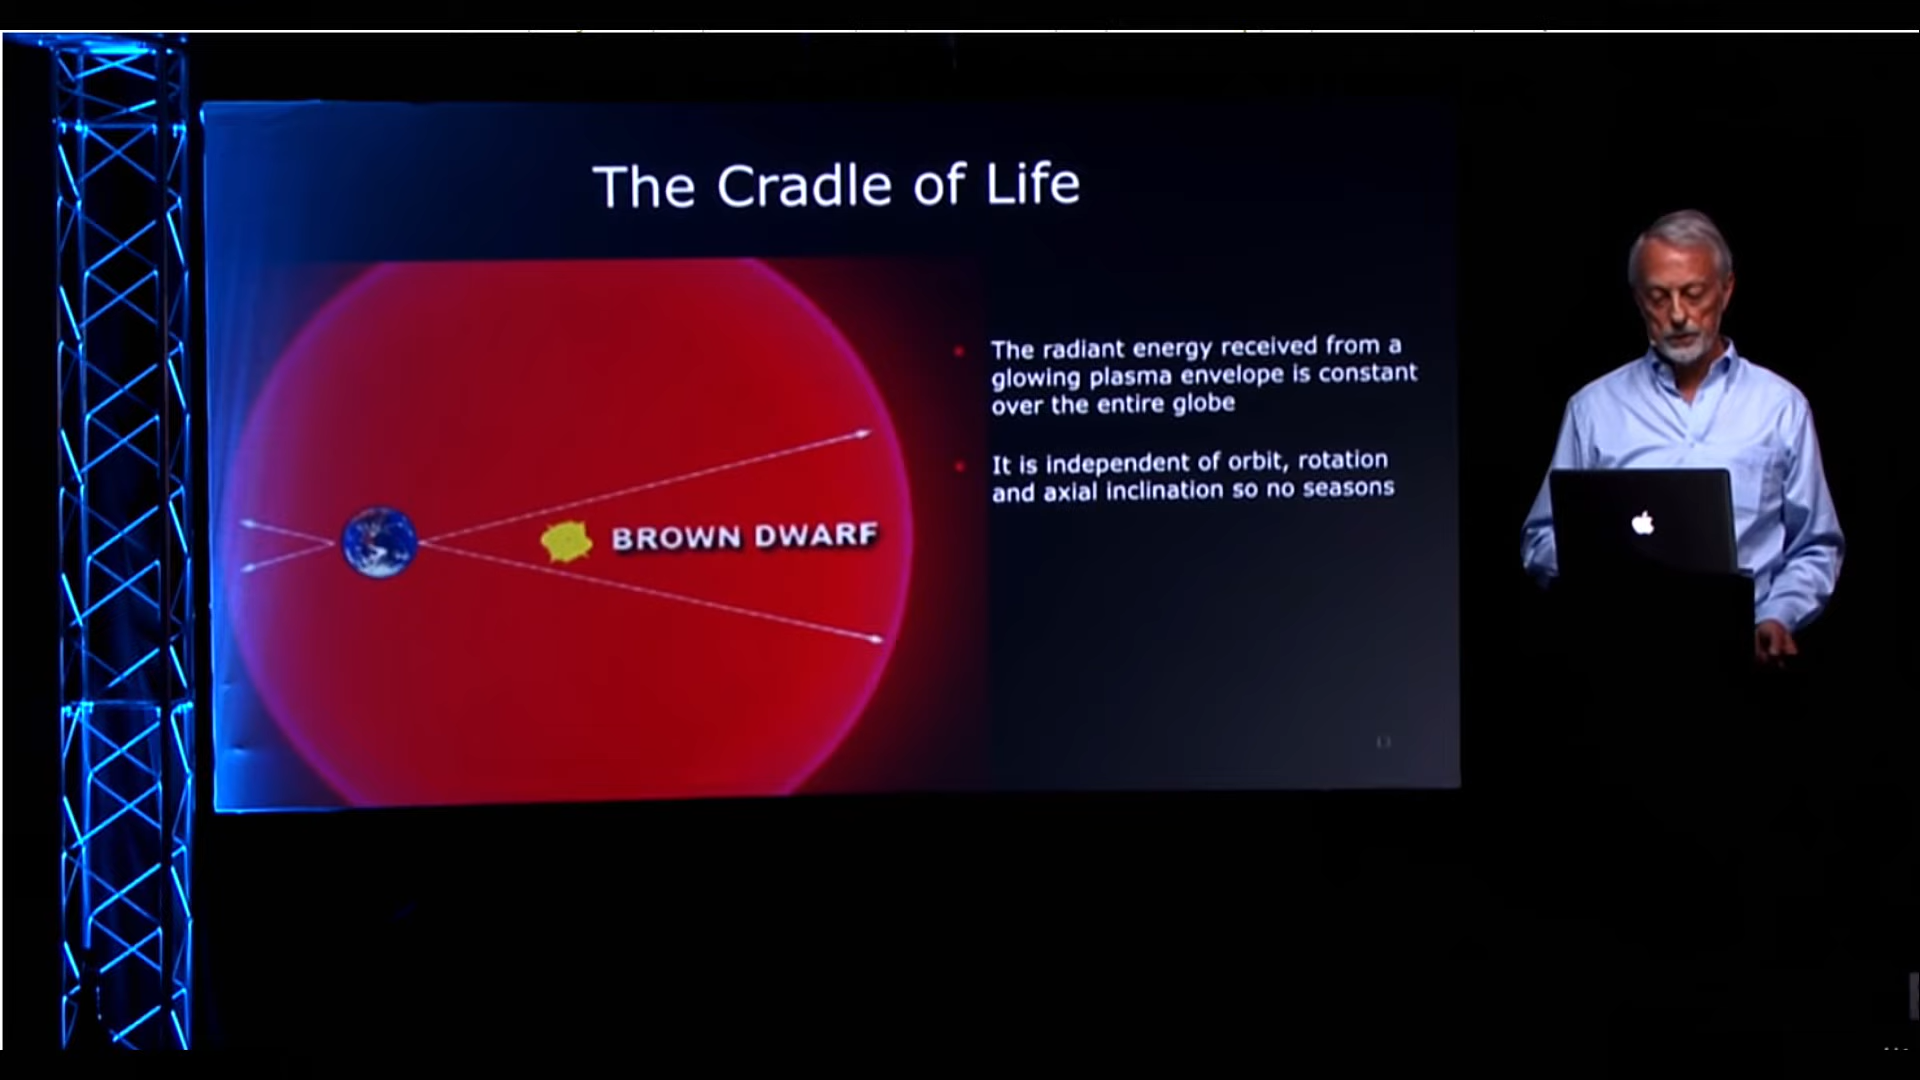 The Cradle of Life
The radiant energy received from a
glowing plasma envelope is constant
over the entire globe
It is independent of orbit, rotation
and axial inclination so no seasons
BROWN DWARF